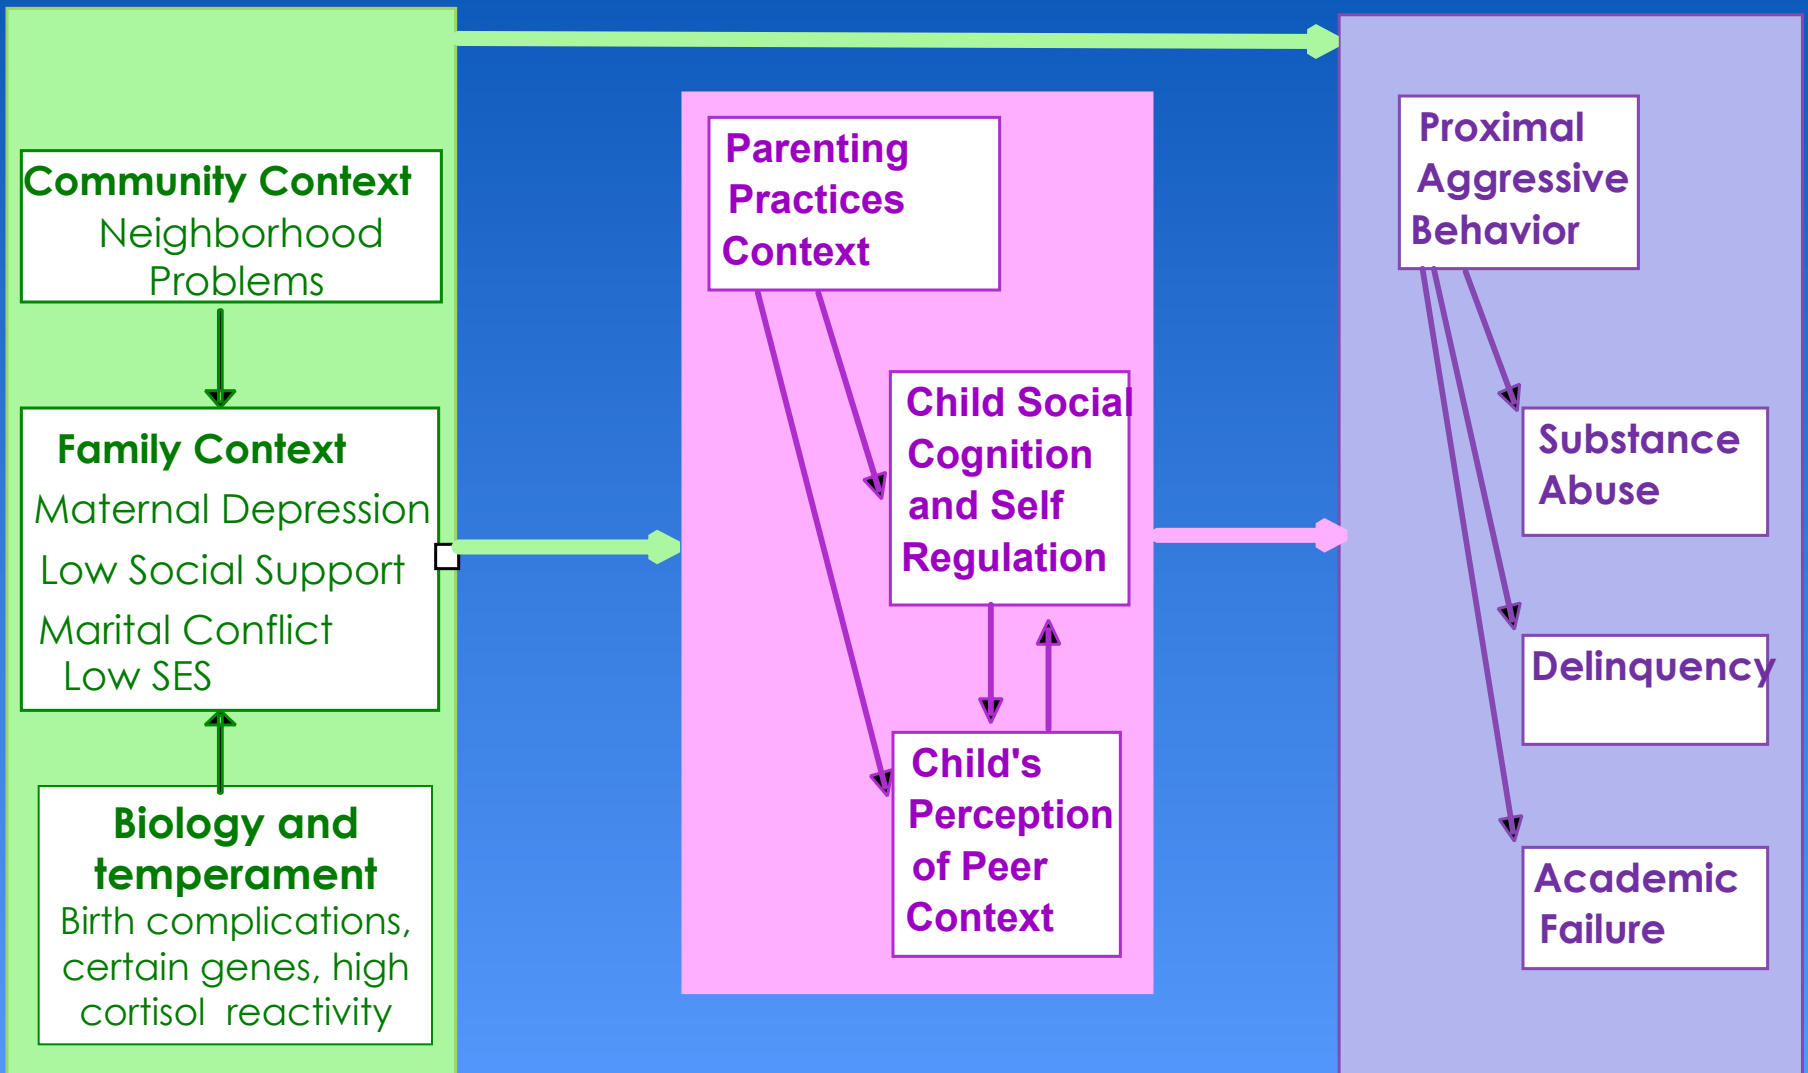 Community Context
Neighborhood
Problems
Family Context
Maternal Depression
Low Social Support
Marital Conflict
Low SES
Biology and
temperament
Birth complications,
certain genes, high
cortisol reactivity
Parenting
Practices
Context
Child Social
Cognition
and Self
Regulation
Child's
Perception
of Peer
Context
Proximal
Aggressive
Behavior
Substance
Abuse
Delinquency
Academic
Failure